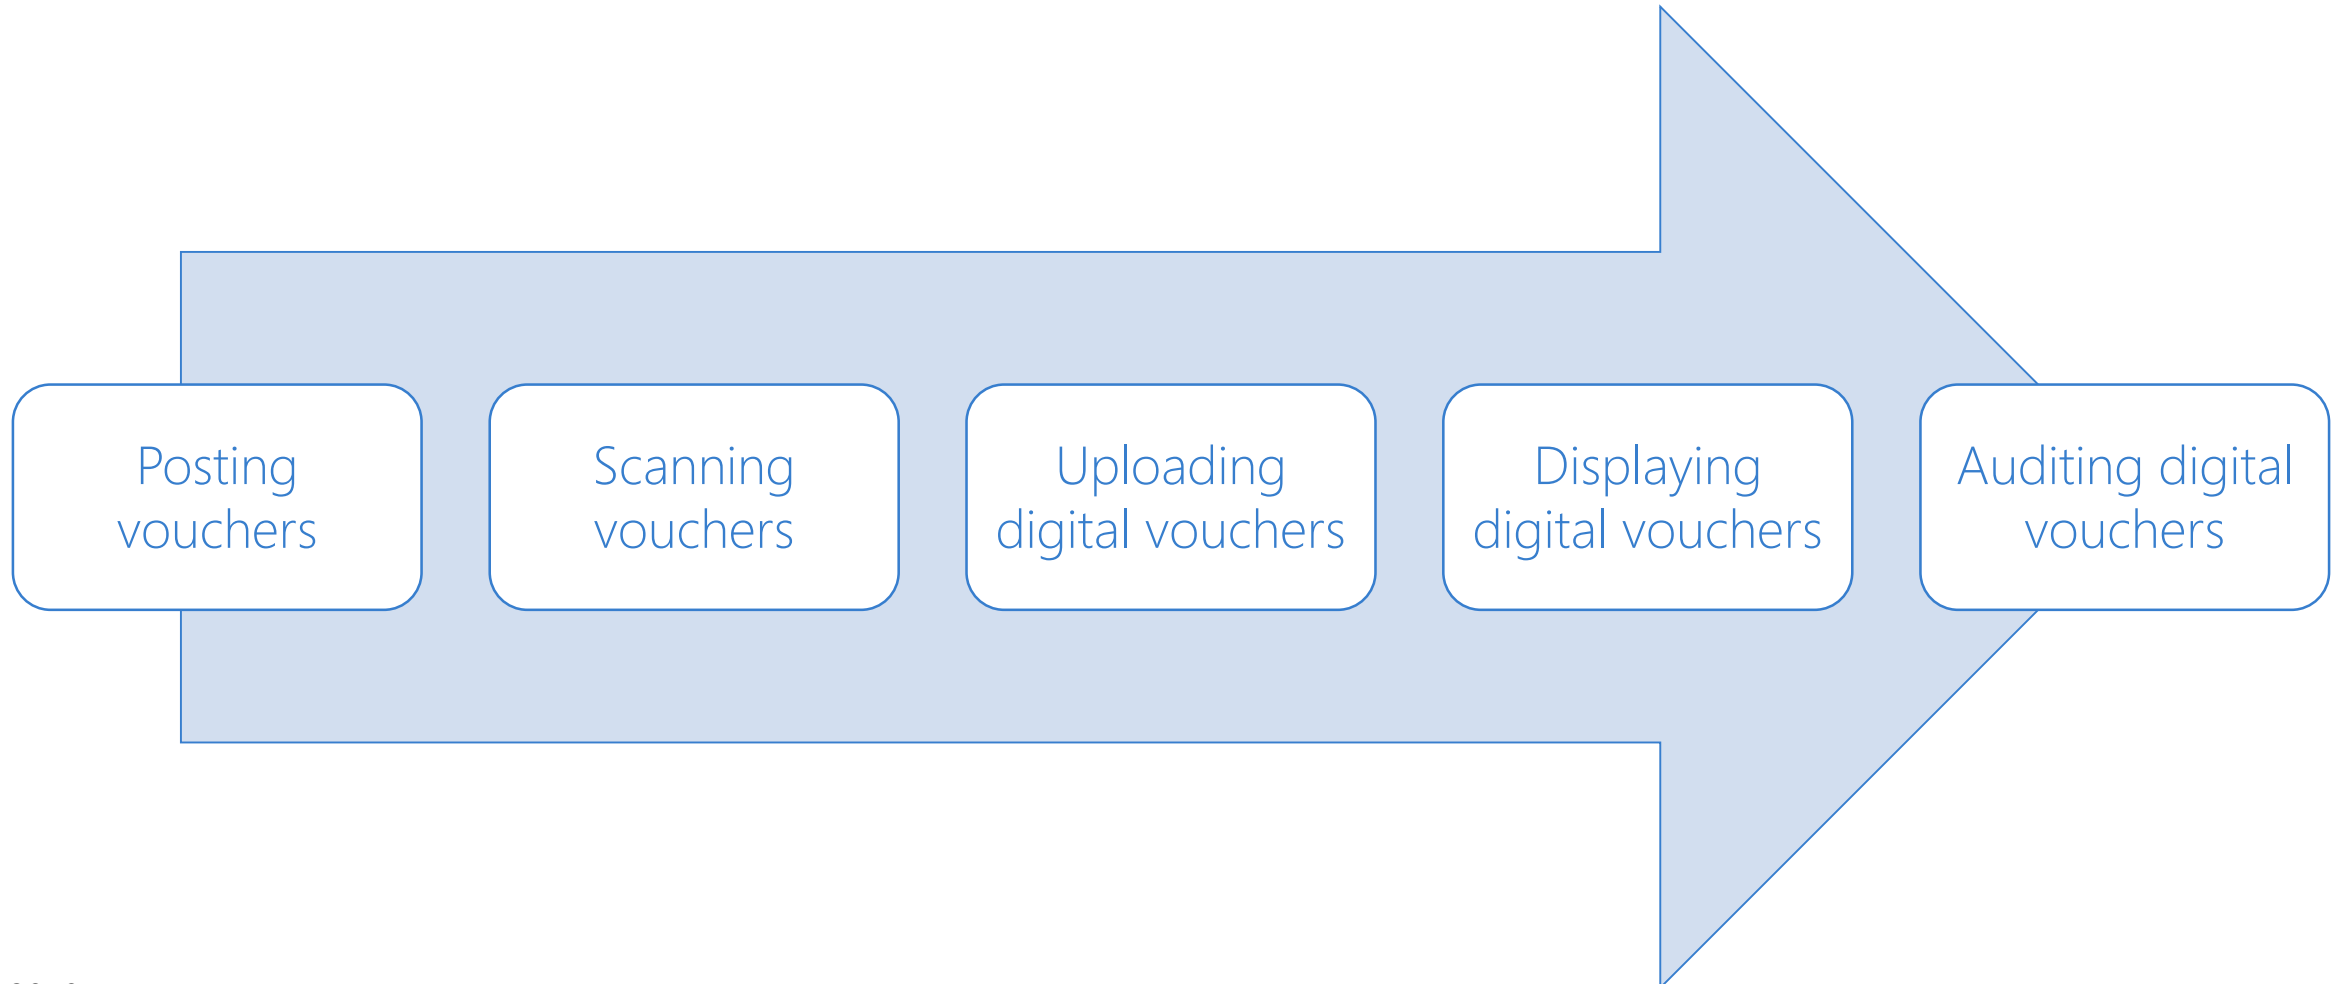 Posting
vouchers
Scanning
vouchers
Uploading
digital vouchers
Displaying
digital vouchers
Auditing digital
vouchers